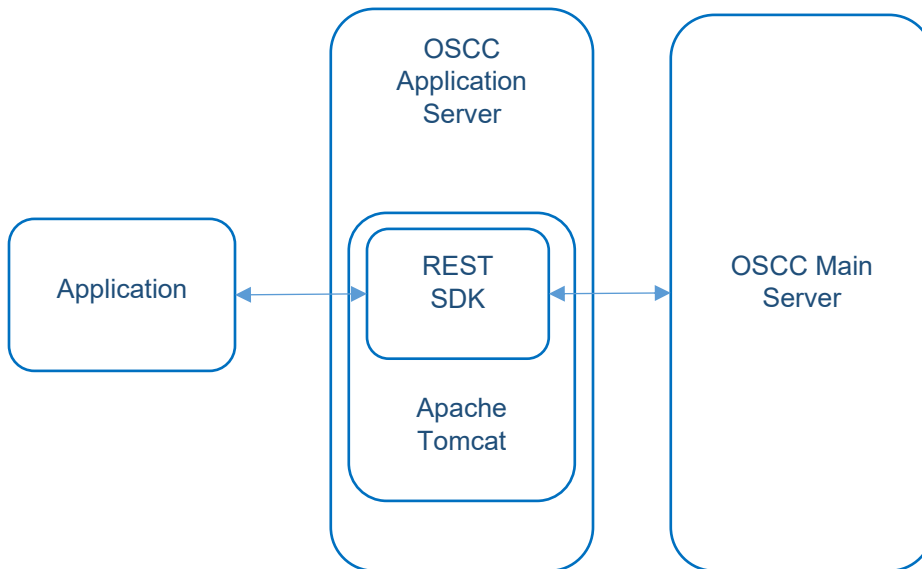 OSCC
Application
Server
Application
REST
SDK
Apache
Tomcat
OSCC Main
Server